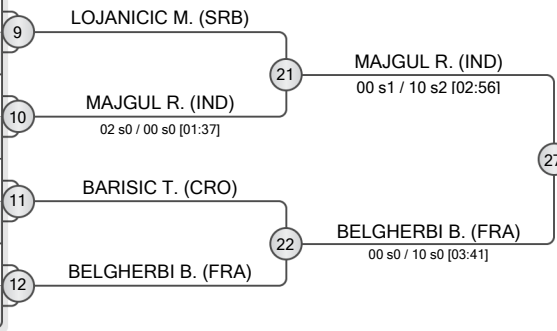 LOJANICIC M. (SRB)
9
MAJGUL R. (IND)
21
00 s1 / 10 s2 [02:56]
MAJGUL R. (IND)
10
02 s0 / 00 s0 [01:37]
27
BARISIC T. (CRO)
11
BELGHERBI B. (FRA)
22
00 s0 / 10 s0 [03:41]
BELGHERBI B. (FRA)
12